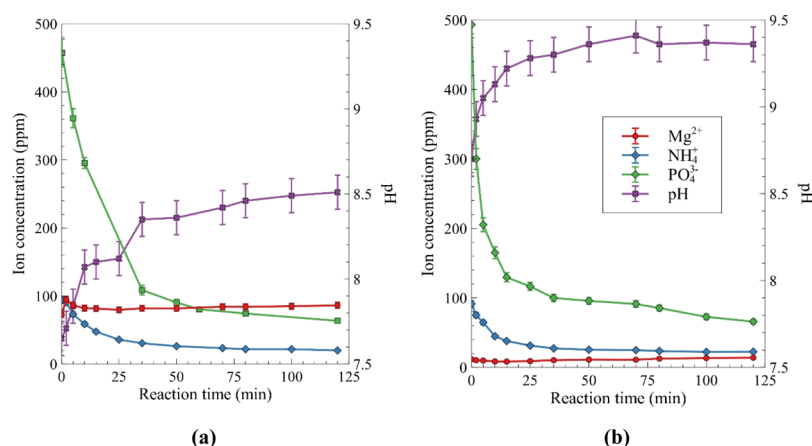 500
400
300
200
100
0
9.5
9
8.5
8
7.5
0 25 50 75 100 125
Ion concentration (ppm)
pH
Reaction time (min)
(a)
500
400
300
200
100
0
9.5
9
8.5
8
7.5
0 25 50 75 100 125
Ion concentration (ppm)
pH
Reaction time (min)
Mg²⁺
NH₄⁺
PO₄³⁻
pH
(b)